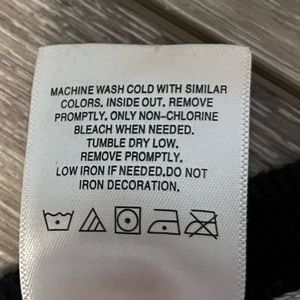 MACHINE WASH COLD WITH SIMILAR
COLORS. INSIDE OUT. REMOVE
PROMPTLY. ONLY NON-CHLORINE
BLEACH WHEN NEEDED.
TUMBLE DRY LOW.
REMOVE PROMPTLY.
LOW IRON IF NEEDED.DO NOT
IRON DECORATION.